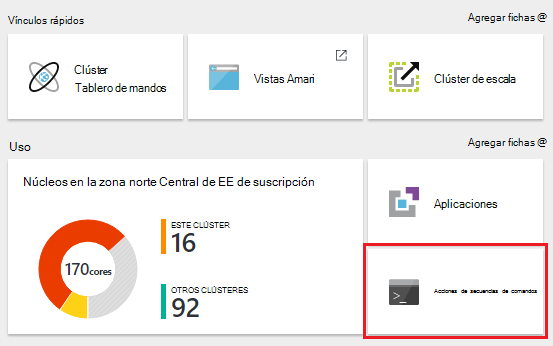 Vínculos rápidos
Agregar fichas @
Clúster
Tablero de mandos
Vistas Amari
Clúster de escala
Uso
Agregar fichas @
Núcleos en la zona norte Central de EE de suscripción
170 cores
ESTE CLÚSTER
16
OTROS CLÚSTERES
92
Aplicaciones
>_
Acciones de secuencias de comandos